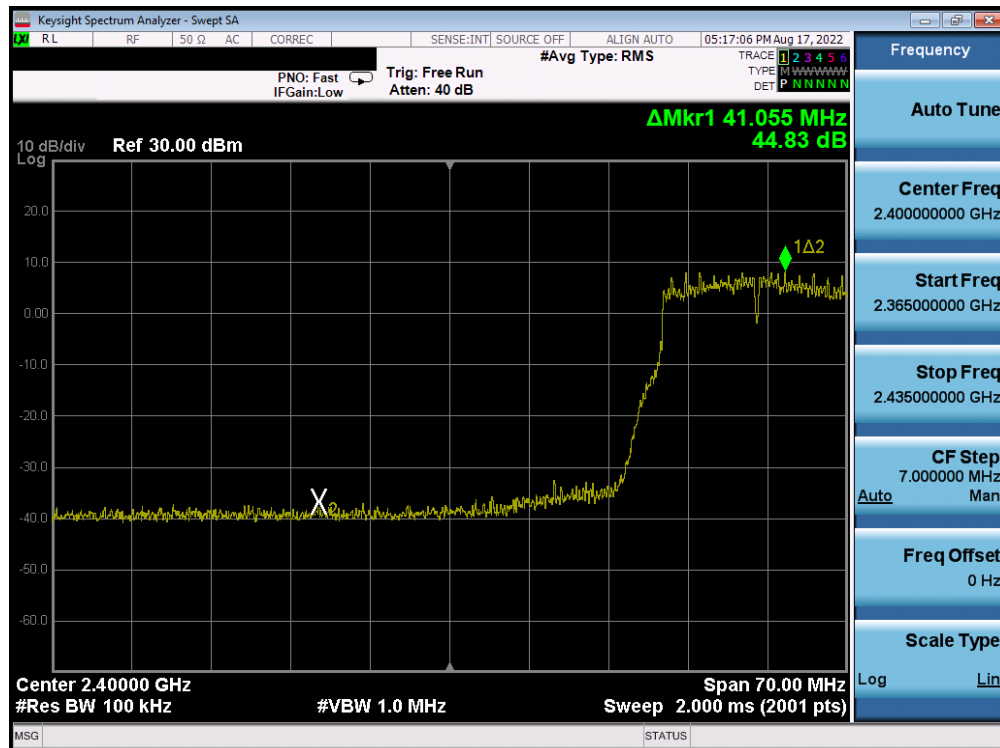 Keysight Spectrum Analyzer - Swept SA
LXI RL RF 50 Ω AC CORREC SENSE:INT SOURCE OFF ALIGN AUTO 05:17:06 PM Aug 17, 2022
#Avg Type: RMS
TRACE 1 2 3 4 5 6
PNO: Fast Trig: Free Run TYPE M WWWWW
IFGain:Low Atten: 40 dB DET P N N N N N
ΔMkr1 41.055 MHz
44.83 dB
10 dB/div Ref 30.00 dBm
Log
20.0
10.0
0.00
-10.0
-20.0
-30.0
-40.0
-50.0
-60.0
1Δ2
X2
Center 2.40000 GHz Span 70.00 MHz
#Res BW 100 kHz #VBW 1.0 MHz Sweep 2.000 ms (2001 pts)
MSG STATUS
Frequency
Auto Tune
Center Freq
2.400000000 GHz
Start Freq
2.365000000 GHz
Stop Freq
2.435000000 GHz
CF Step
7.000000 MHz
Auto Man
Freq Offset
0 Hz
Scale Type
Log Lin